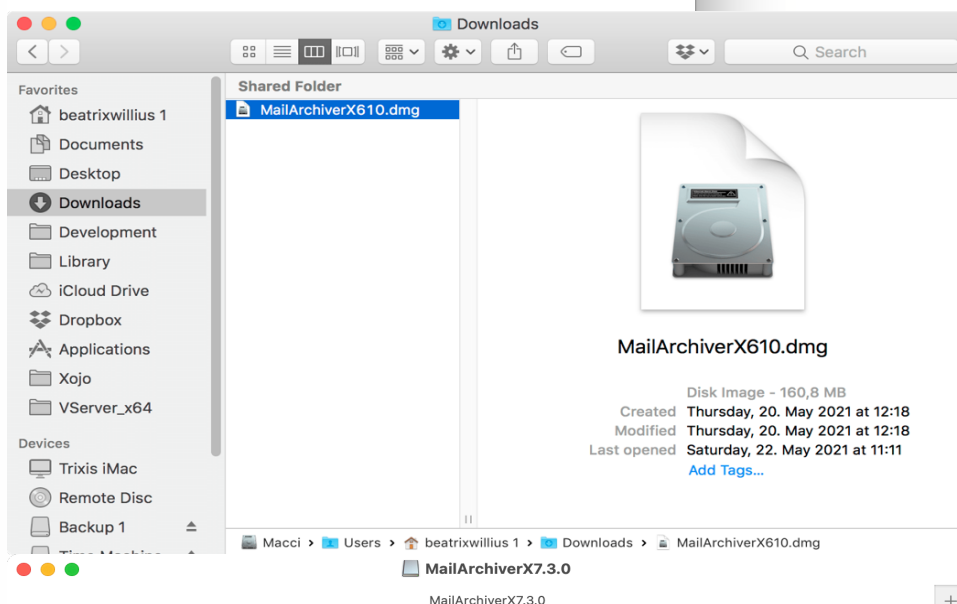 Downloads
Search
Favorites
beatrixwillius 1
Documents
Desktop
Downloads
Development
Library
iCloud Drive
Dropbox
Applications
Xojo
VServer_x64
Devices
Trixis iMac
Remote Disc
Backup 1
Time Machine
Shared Folder
MailArchiverX610.dmg
MailArchiverX610.dmg
Disk Image - 160,8 MB
Created Thursday, 20. May 2021 at 12:18
Modified Thursday, 20. May 2021 at 12:18
Last opened Saturday, 22. May 2021 at 11:11
Add Tags...
Macci › Users › beatrixwillius 1 › Downloads › MailArchiverX610.dmg
MailArchiverX7.3.0
MailArchiverX7.3.0